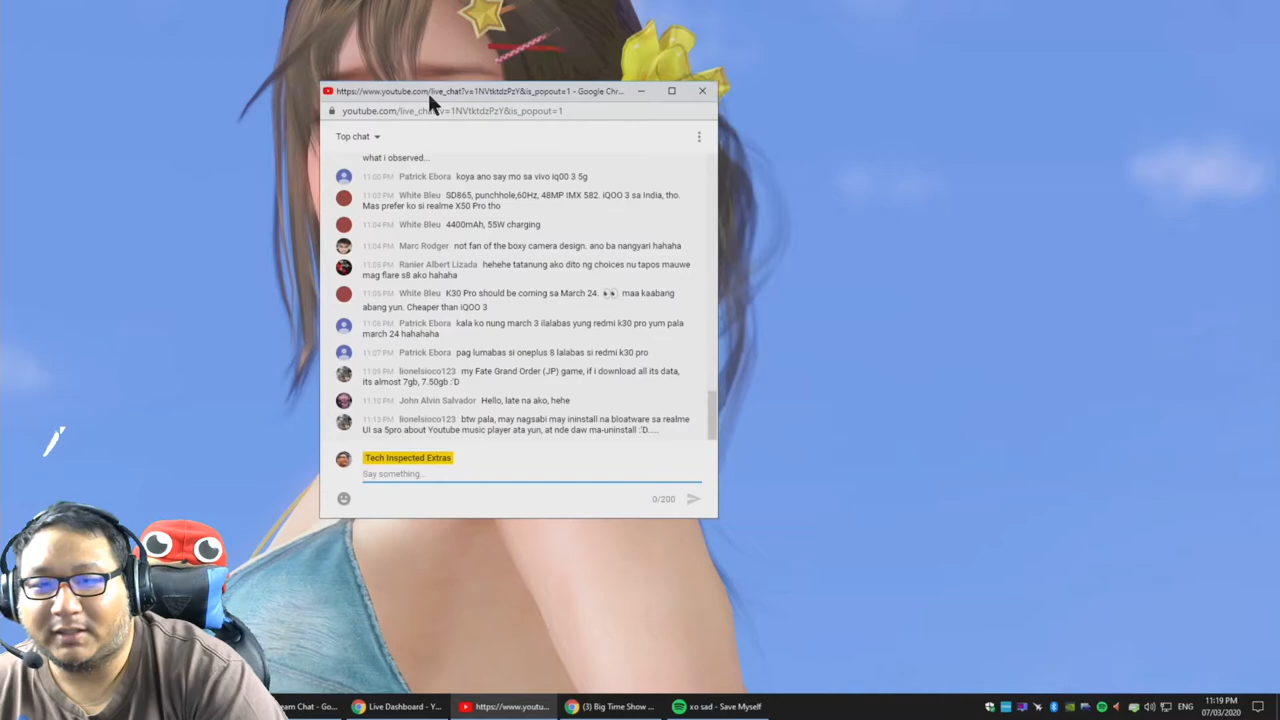 https://www.youtube.com/live_chat?v=1NVtktdzPzY&is_popout=1 - Google Chr...
youtube.com/live_chat?v=1NVtktdzPzY&is_popout=1
Top chat
what i observed...
11:00 PM Patrick Ebora koya ano say mo sa vivo iq00 3 5g
11:03 PM White Bleu SD865, punchhole,60Hz, 48MP IMX 582. iQOO 3 sa India, tho.
Mas prefer ko si realme X50 Pro tho
11:04 PM White Bleu 4400mAh, 55W charging
11:04 PM Marc Rodger not fan of the boxy camera design. ano ba nangyari hahaha
11:05 PM Ranier Albert Lizada hehehe tatanung ako dito ng choices nu tapos mauwe
mag flare s8 ako hahaha
11:05 PM White Bleu K30 Pro should be coming sa March 24. 👀 maa kaabang
abang yun. Cheaper than iQOO 3
11:06 PM Patrick Ebora kala ko nung march 3 ilalabas yung redmi k30 pro yum pala
march 24 hahahaha
11:07 PM Patrick Ebora pag lumabas si oneplus 8 lalabas si redmi k30 pro
11:09 PM lionelsioco123 my Fate Grand Order (JP) game, if i download all its data,
its almost 7gb, 7.50gb :'D
11:10 PM John Alvin Salvador Hello, late na ako, hehe
11:13 PM lionelsioco123 btw pala, may nagsabi may ininstall na bloatware sa realme
UI sa 5pro about Youtube music player ata yun, at nde daw ma-uninstall :'D.....
Tech Inspected Extras
Say something...
0/200
eam Chat - Go...
Live Dashboard - Y...
https://www.youtu...
(3) Big Time Show ...
xo sad - Save Myself
ENG
11:19 PM
07/03/2020